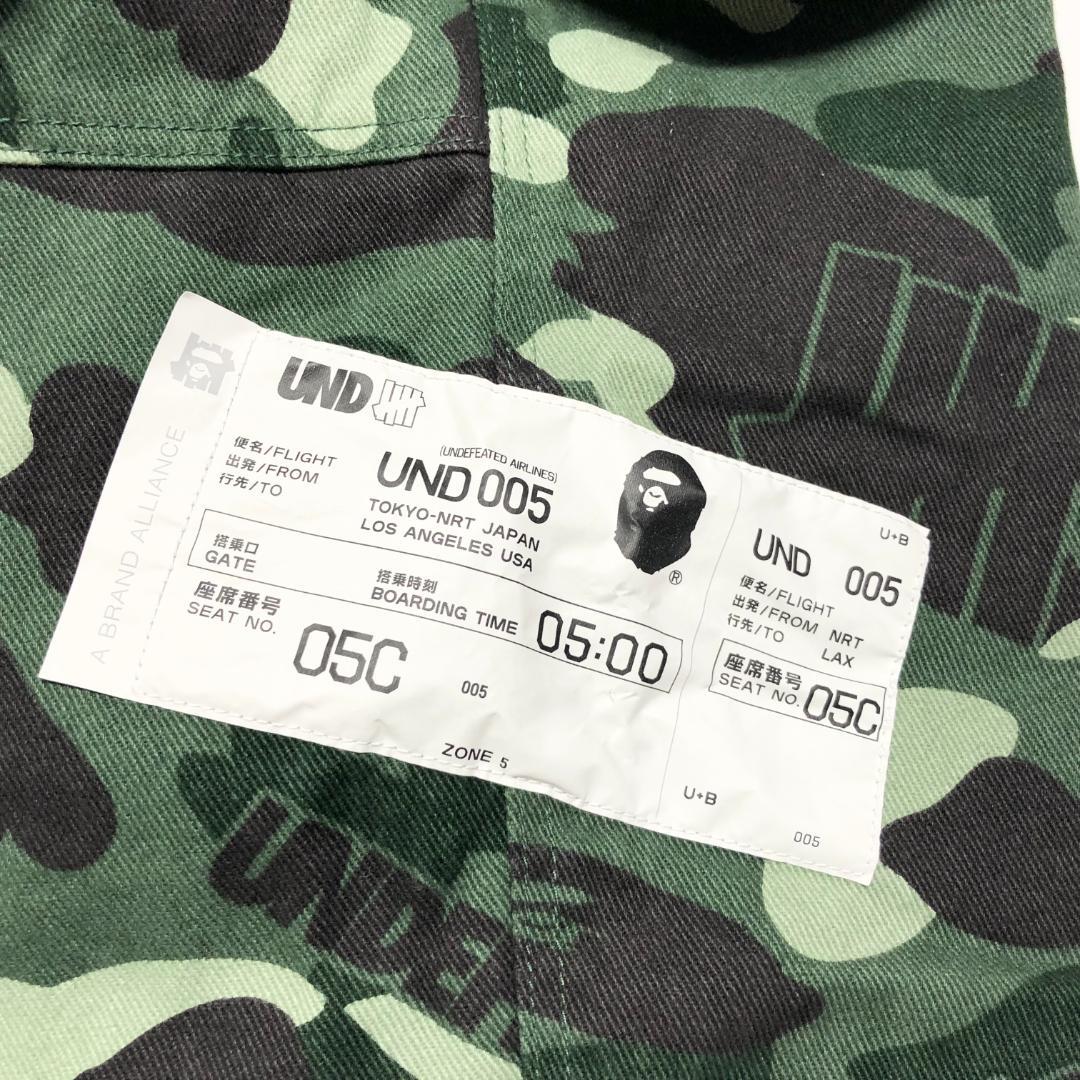 UND
A BRAND ALLIANCE
(UNDEFEATED AIRLINES)
便名/FLIGHT UND 005
出発/FROM TOKYO-NRT JAPAN
行先/TO LOS ANGELES USA
®
搭乗口
GATE
搭乗時刻
BOARDING TIME 05:00
座席番号
SEAT NO. 05C
005
ZONE 5
U+B
UND 005
便名/FLIGHT
出発/FROM NRT
行先/TO LAX
座席番号
SEAT NO. 05C
U+B
005
UNDEFA